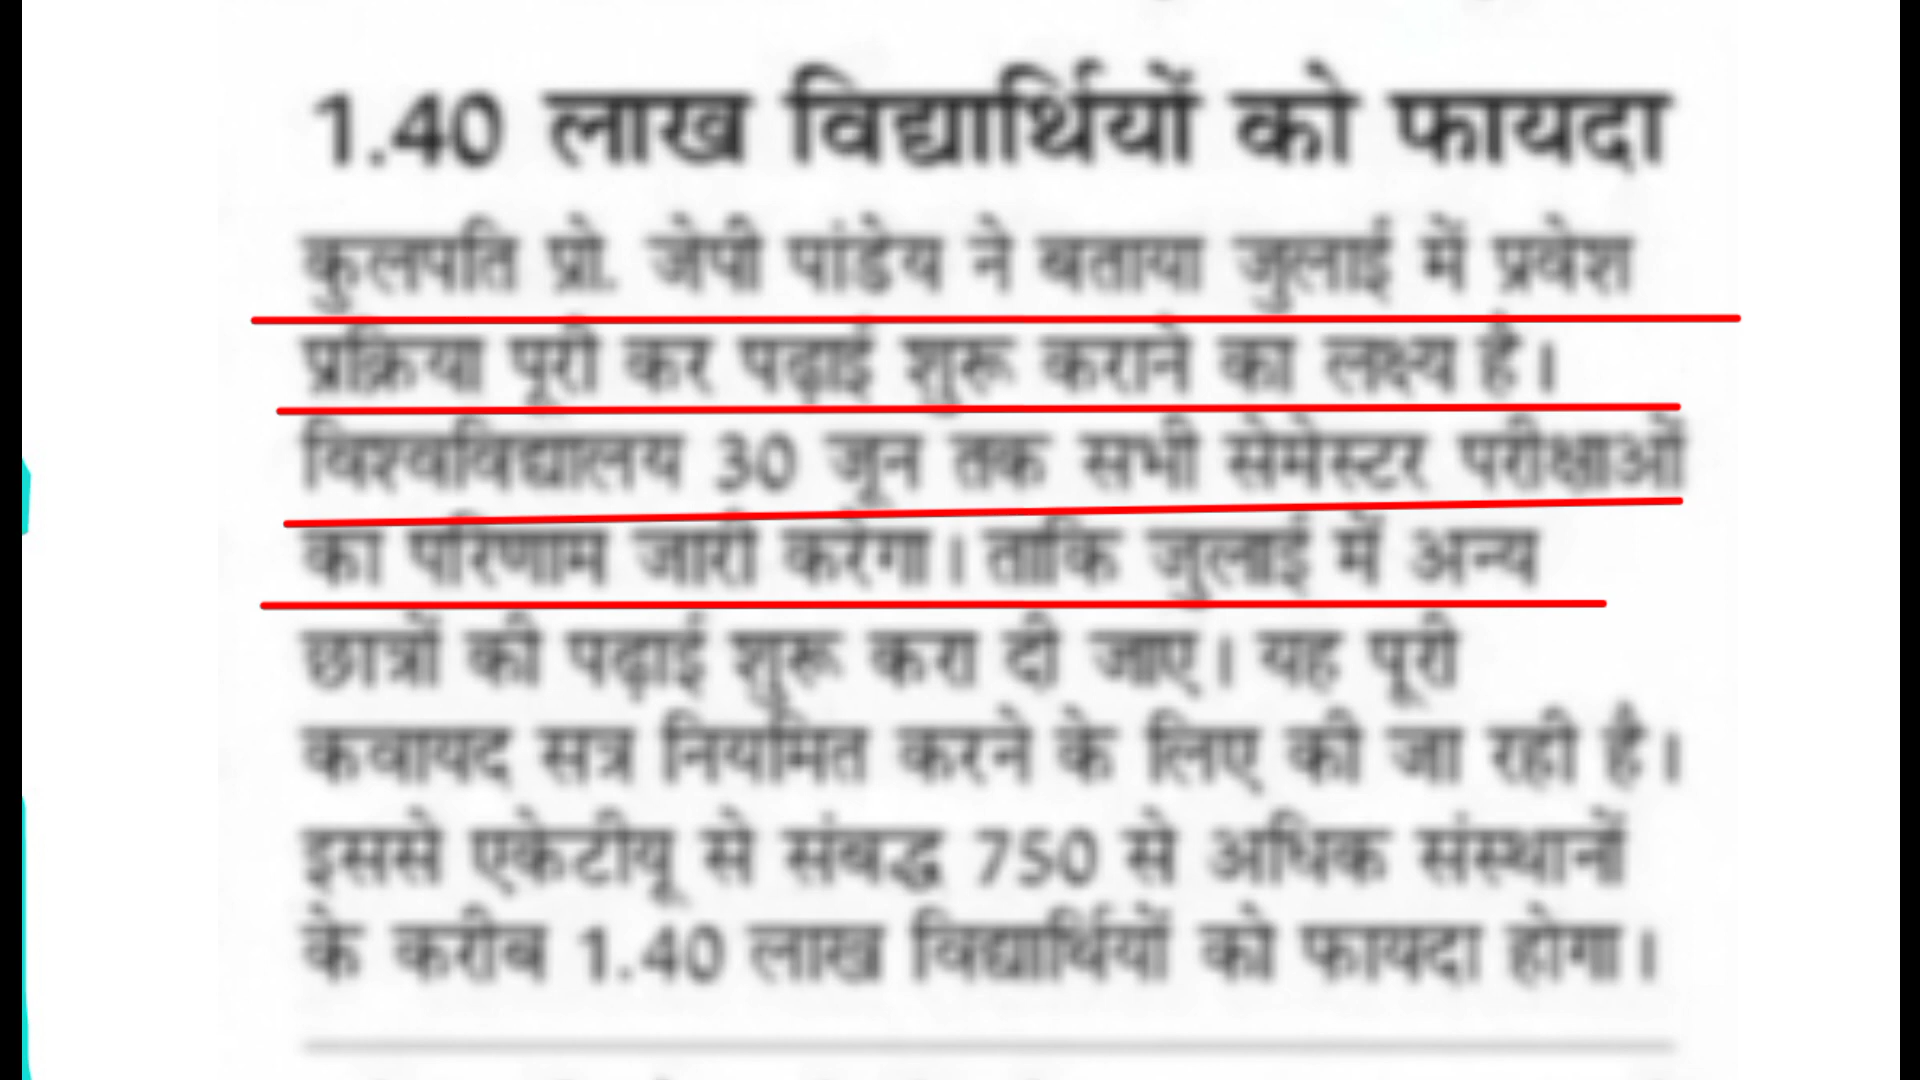 1.40 लाख विद्यार्थियों को फायदा
कुलपति प्रो. जेपी पांडेय ने बताया जुलाई में प्रवेश
प्रक्रिया पूरी कर पढ़ाई शुरू कराने का लक्ष्य है।
विश्वविद्यालय 30 जून तक सभी सेमेस्टर परीक्षाओं
का परिणाम जारी करेगा। ताकि जुलाई में अन्य
छात्रों की पढ़ाई शुरू करा दी जाए। यह पूरी
कवायद सत्र नियमित करने के लिए की जा रही है।
इससे एकेटीयू से संबद्ध 750 से अधिक संस्थानों
के करीब 1.40 लाख विद्यार्थियों को फायदा होगा।